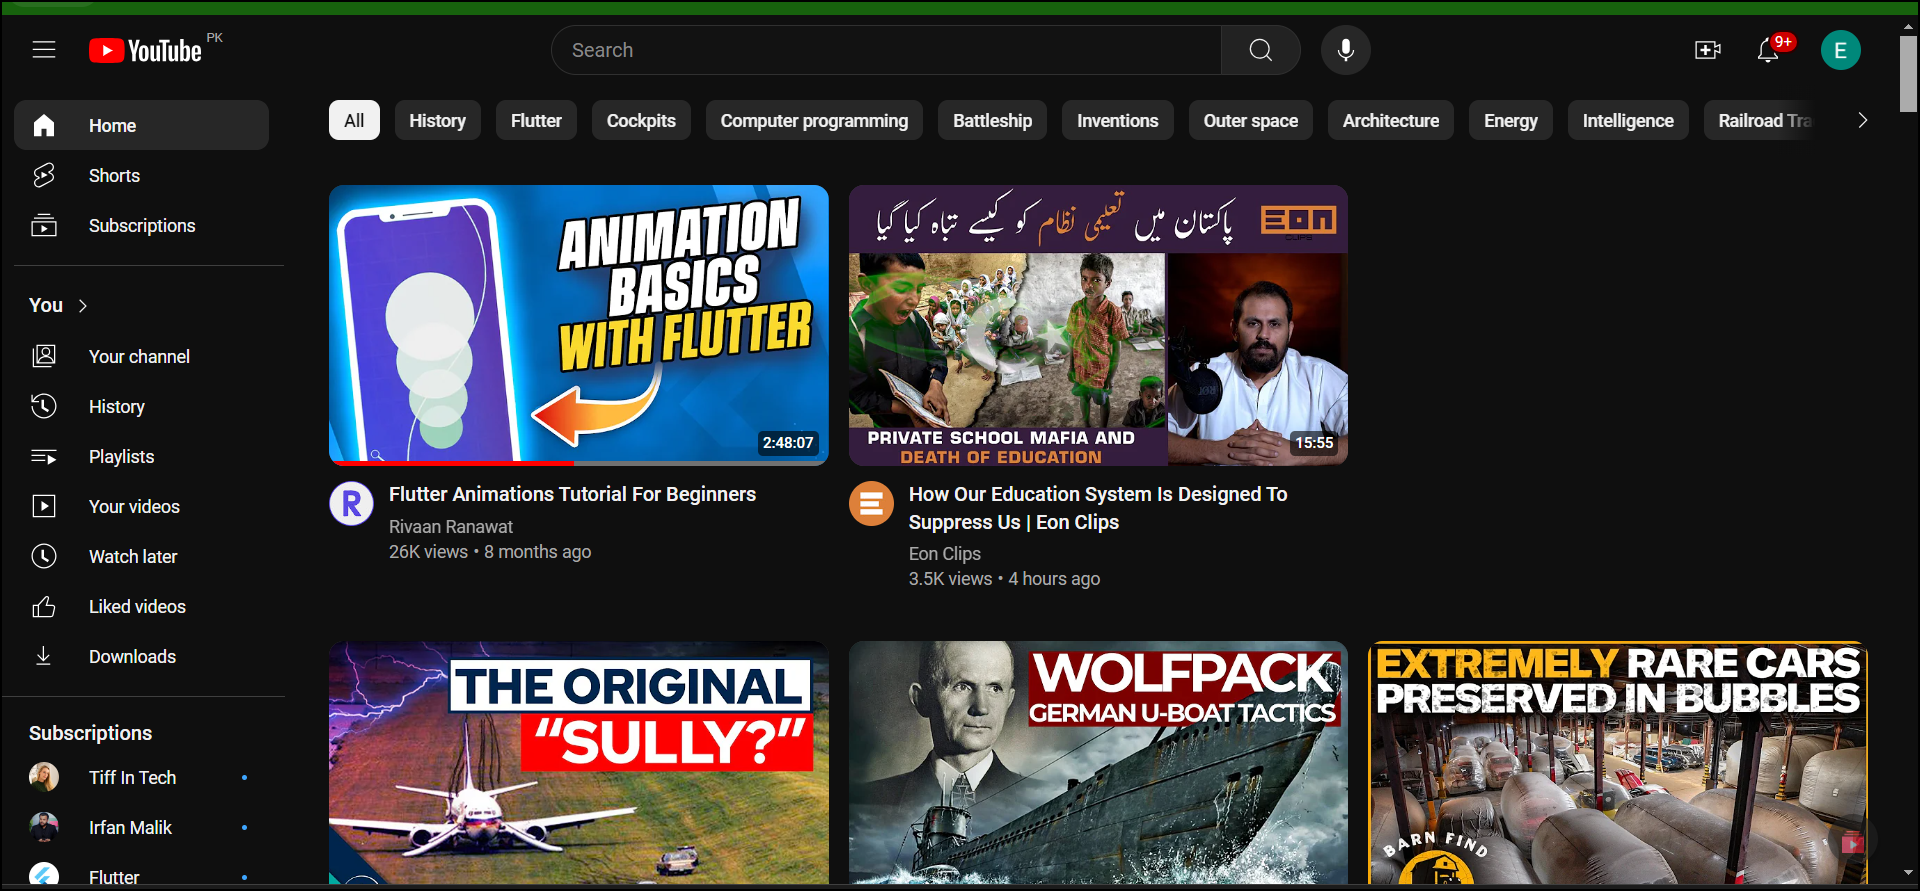 YouTube PK
Search
9+
E
Home
Shorts
Subscriptions
You
Your channel
History
Playlists
Your videos
Watch later
Liked videos
Downloads
Subscriptions
Tiff In Tech
Irfan Malik
Flutter
All
History
Flutter
Cockpits
Computer programming
Battleship
Inventions
Outer space
Architecture
Energy
Intelligence
Railroad Tra
ANIMATION
BASICS
WITH FLUTTER
2:48:07
R
Flutter Animations Tutorial For Beginners
Rivaan Ranawat
26K views • 8 months ago
پاکستان میں تعلیمی نظام کو کیسے تباہ کیا گیا
EON
CLIPS
PRIVATE SCHOOL MAFIA AND
DEATH OF EDUCATION
15:55
How Our Education System Is Designed To
Suppress Us | Eon Clips
Eon Clips
3.5K views • 4 hours ago
THE ORIGINAL
“SULLY?”
WOLFPACK
GERMAN U-BOAT TACTICS
EXTREMELY RARE CARS
PRESERVED IN BUBBLES
BARN FIND